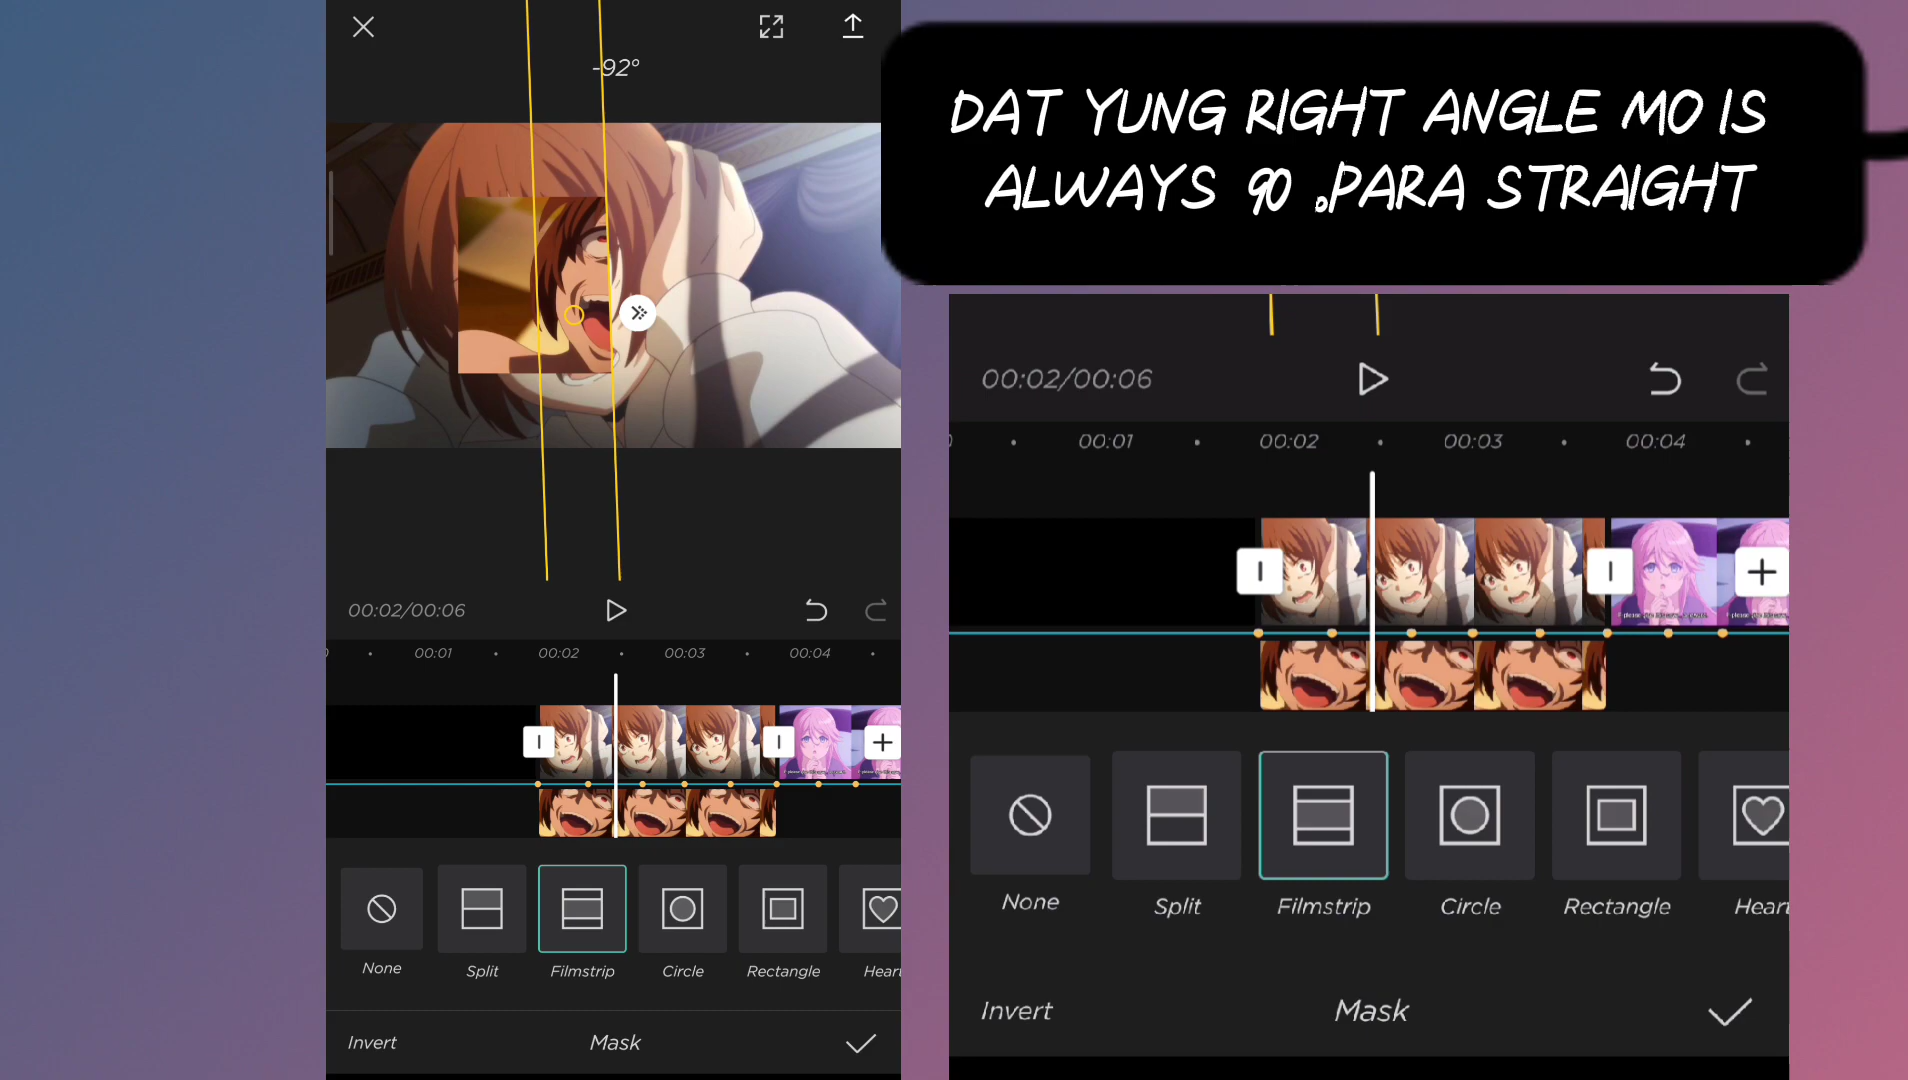 -92°
DAT YUNG RIGHT ANGLE MO IS
ALWAYS 90 .PARA STRAIGHT
00:02/00:06
00:01 00:02 00:03 00:04
None Split Filmstrip Circle Rectangle Heart
Invert Mask
00:02/00:06
00:01 00:02 00:03 00:04
None Split Filmstrip Circle Rectangle Heart
Invert Mask